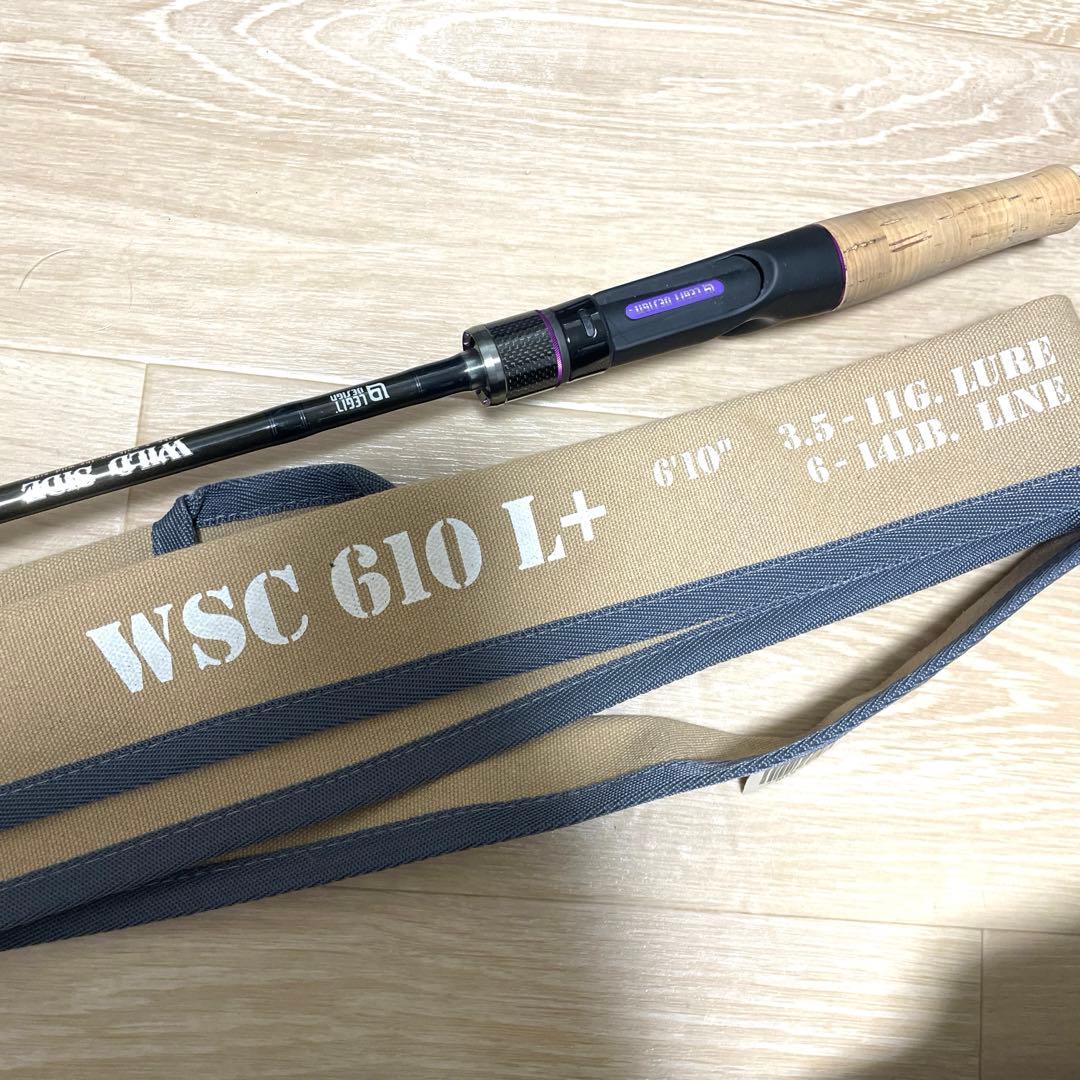 LEGIT DESIGN
LEGIT
DESIGN
WILD SIDE
WSC 610 L+
6'10"
3.5 - 11G. LURE
6 - 14LB. LINE